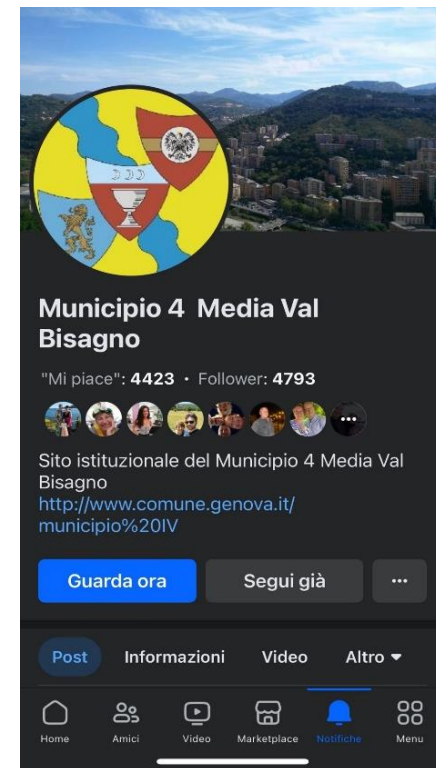 Municipio 4 Media Val
Bisagno
"Mi piace": 4423 • Follower: 4793
Sito istituzionale del Municipio 4 Media Val
Bisagno
http://www.comune.genova.it/
municipio%20IV
Guarda ora
Segui già
Post
Informazioni
Video
Altro
Home
Amici
Video
Marketplace
Notifiche
Menu